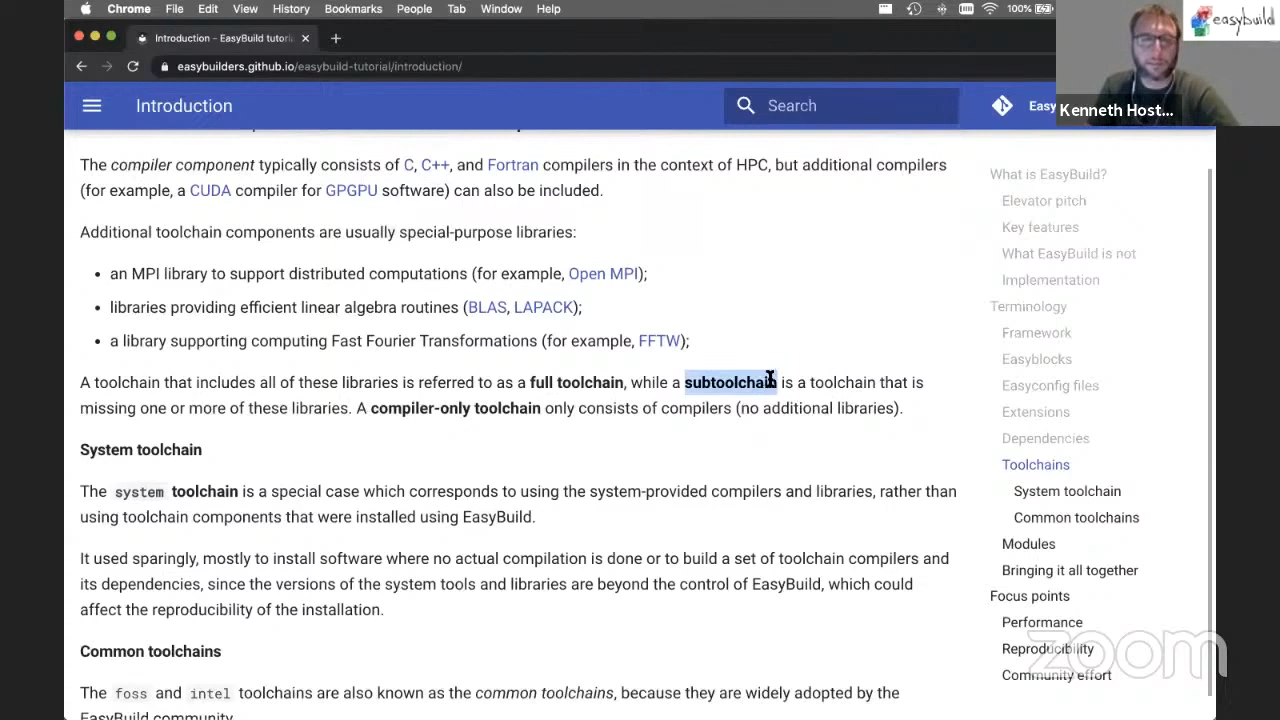 Chrome File Edit View History Bookmarks People Tab Window Help 100%
Introduction - EasyBuild tutori
easybuilders.github.io/easybuild-tutorial/introduction/
easybuild
Introduction Search Easy
Kenneth Host...
The compiler component typically consists of C, C++, and Fortran compilers in the context of HPC, but additional compilers
(for example, a CUDA compiler for GPGPU software) can also be included.
Additional toolchain components are usually special-purpose libraries:
• an MPI library to support distributed computations (for example, Open MPI);
• libraries providing efficient linear algebra routines (BLAS, LAPACK);
• a library supporting computing Fast Fourier Transformations (for example, FFTW);
A toolchain that includes all of these libraries is referred to as a full toolchain, while a subtoolchain is a toolchain that is
missing one or more of these libraries. A compiler-only toolchain only consists of compilers (no additional libraries).
System toolchain
The system toolchain is a special case which corresponds to using the system-provided compilers and libraries, rather than
using toolchain components that were installed using EasyBuild.
It used sparingly, mostly to install software where no actual compilation is done or to build a set of toolchain compilers and
its dependencies, since the versions of the system tools and libraries are beyond the control of EasyBuild, which could
affect the reproducibility of the installation.
Common toolchains
The foss and intel toolchains are also known as the common toolchains, because they are widely adopted by the
EasyBuild community.
What is EasyBuild?
Elevator pitch
Key features
What EasyBuild is not
Implementation
Terminology
Framework
Easyblocks
Easyconfig files
Extensions
Dependencies
Toolchains
System toolchain
Common toolchains
Modules
Bringing it all together
Focus points
Performance
Reproducibility
Community effort
zoom